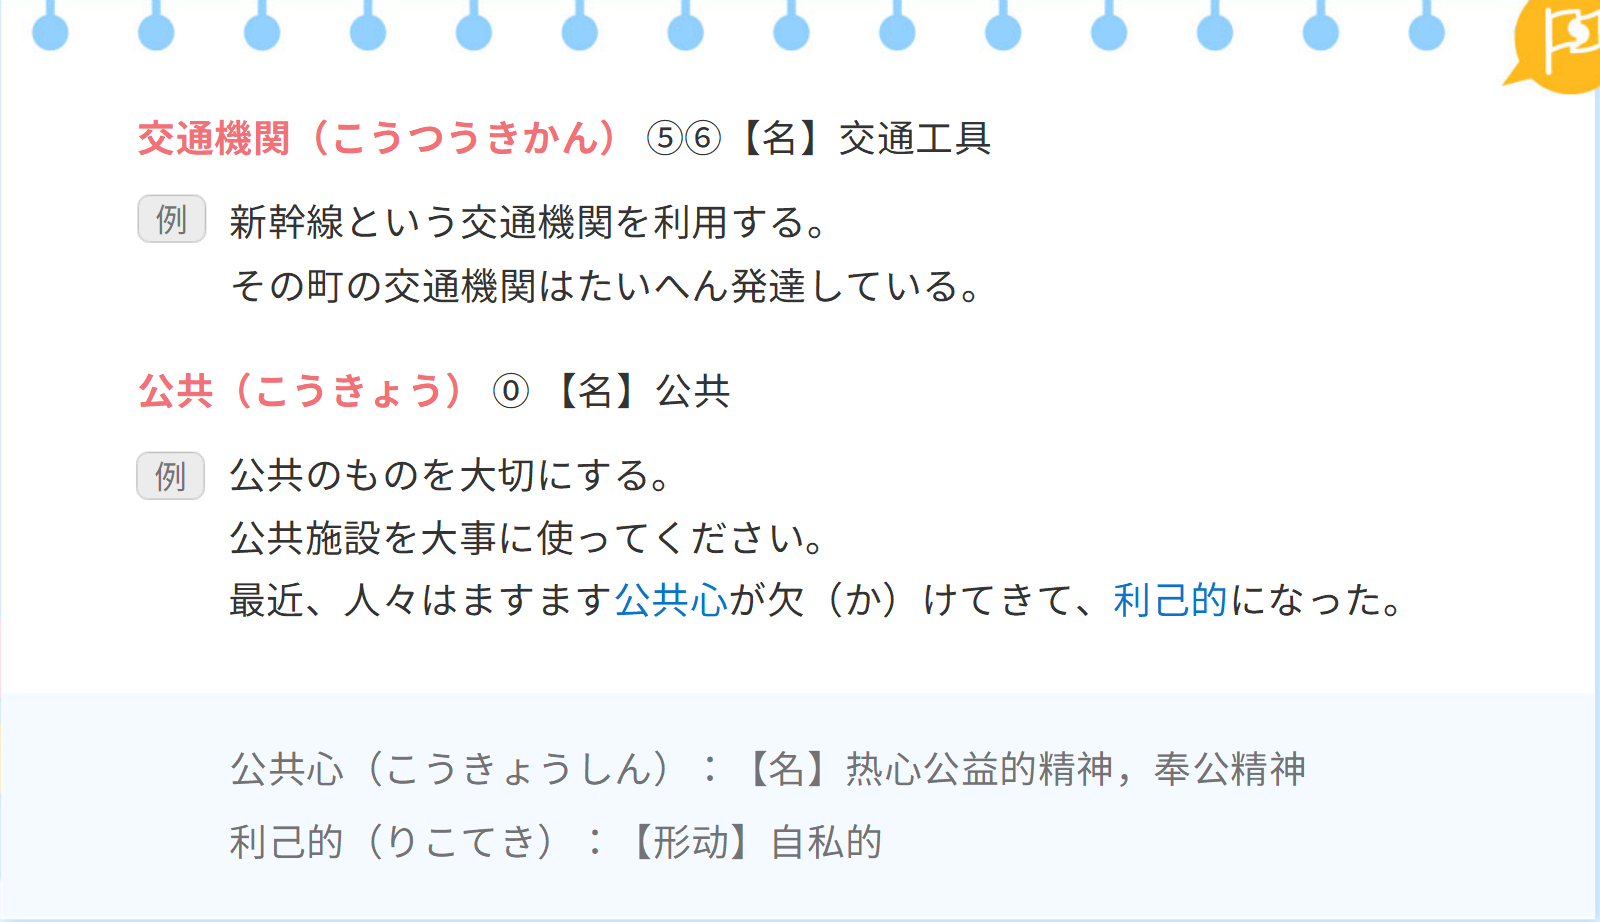 交通機関（こうつうきかん） ⑤⑥【名】交通工具
例 新幹線という交通機関を利用する。
その町の交通機関はたいへん発達している。
公共（こうきょう） ⓪ 【名】公共
例 公共のものを大切にする。
公共施設を大事に使ってください。
最近、人々はますます公共心が欠（か）けてきて、利己的になった。
公共心（こうきょうしん）：【名】热心公益的精神，奉公精神
利己的（りこてき）：【形动】自私的